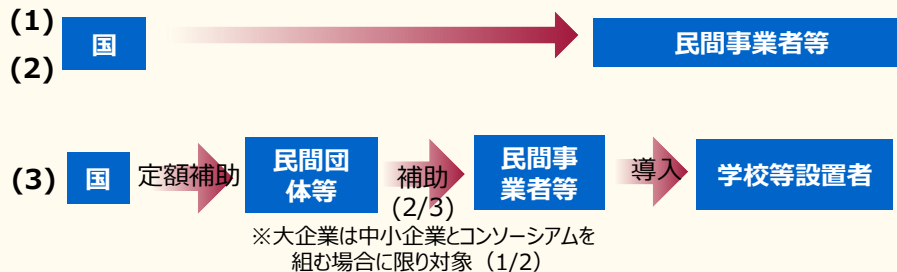 (1)
(2)
国
民間事業者等
(3)
国
定額補助
民間団
体等
補助
(2/3)
民間事
業者等
導入
学校等設置者
※大企業は中小企業とコンソーシアムを
組む場合に限り対象（1/2）